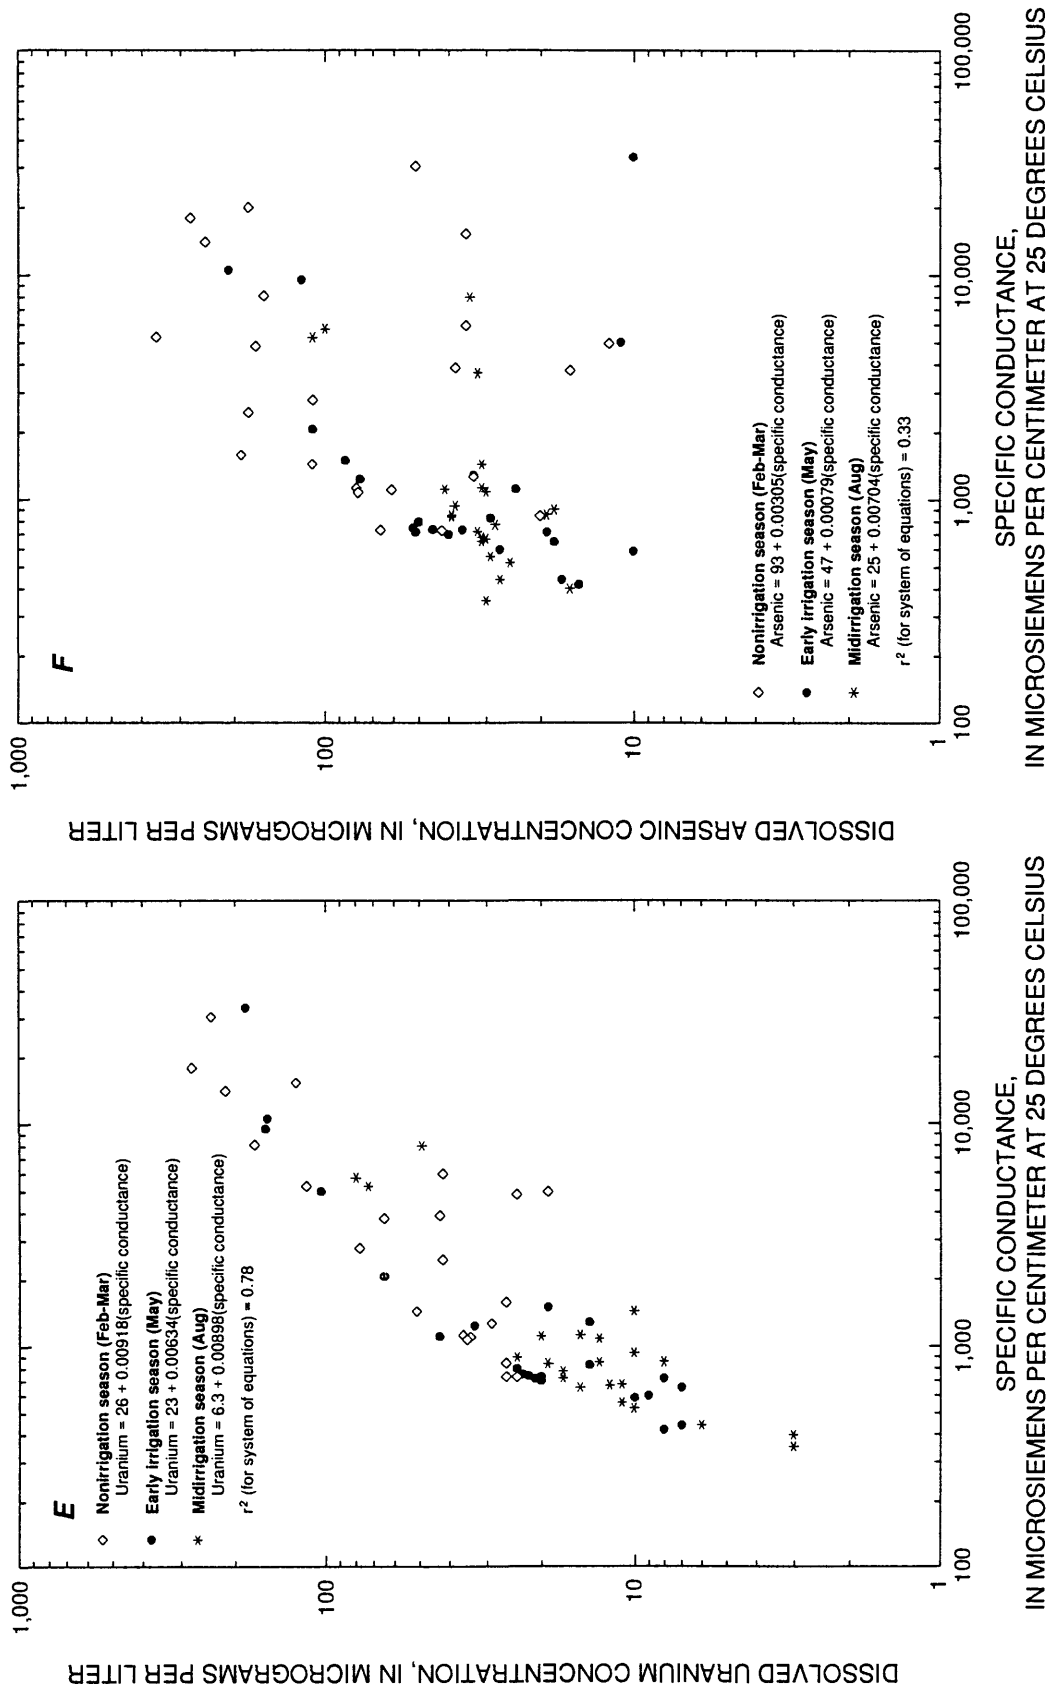 E
DISSOLVED URANIUM CONCENTRATION, IN MICROGRAMS PER LITER
1,000
100
10
1
◇ Nonirrigation season (Feb-Mar)
Uranium = 26 + 0.00918(specific conductance)
● Early irrigation season (May)
Uranium = 23 + 0.00634(specific conductance)
* Midirrigation season (Aug)
Uranium = 6.3 + 0.00898(specific conductance)
r² (for system of equations) = 0.78
100
1,000
10,000
100,000
SPECIFIC CONDUCTANCE,
IN MICROSIEMENS PER CENTIMETER AT 25 DEGREES CELSIUS
F
DISSOLVED ARSENIC CONCENTRATION, IN MICROGRAMS PER LITER
1,000
100
10
1
◇ Nonirrigation season (Feb-Mar)
Arsenic = 93 + 0.00305(specific conductance)
● Early irrigation season (May)
Arsenic = 47 + 0.00079(specific conductance)
* Midirrigation season (Aug)
Arsenic = 25 + 0.00704(specific conductance)
r² (for system of equations) = 0.33
100
1,000
10,000
100,000
SPECIFIC CONDUCTANCE,
IN MICROSIEMENS PER CENTIMETER AT 25 DEGREES CELSIUS